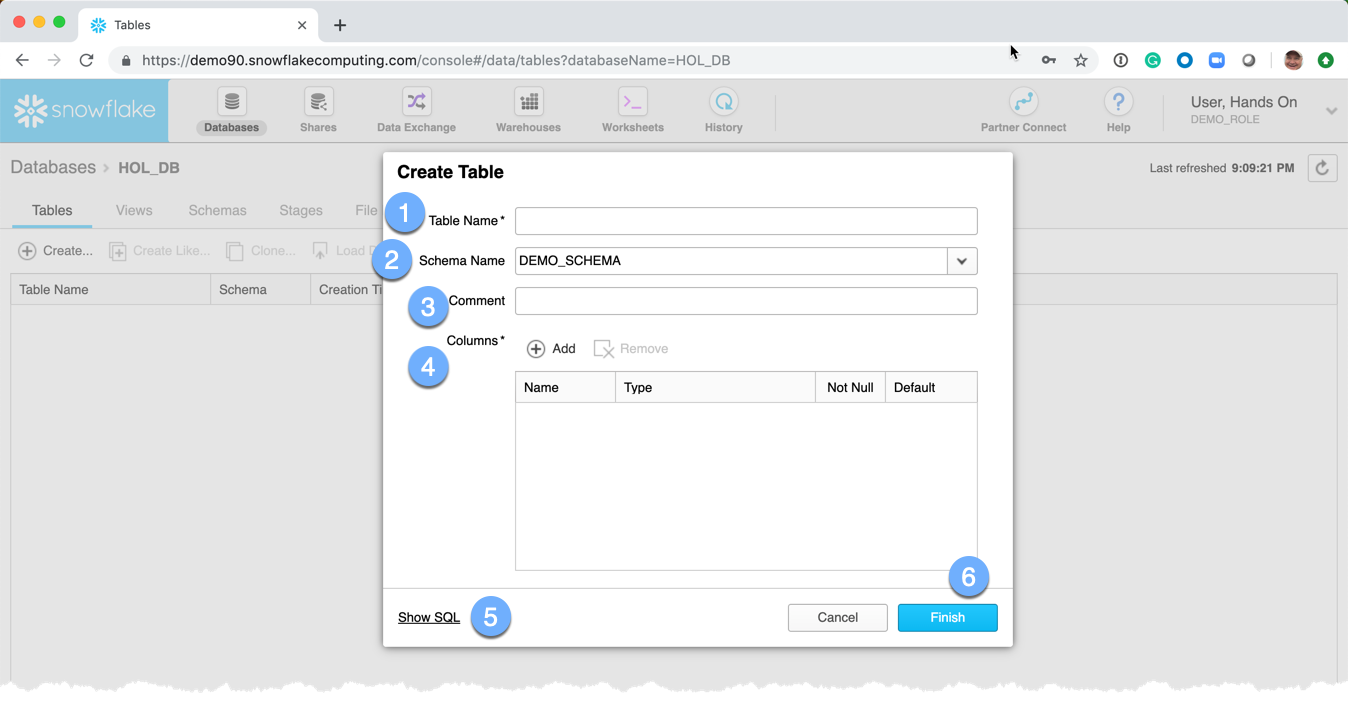 Tables
https://demo90.snowflakecomputing.com/console#/data/tables?databaseName=HOL_DB
snowflake
Databases
Shares
Data Exchange
Warehouses
Worksheets
History
Partner Connect
Help
User, Hands On
DEMO_ROLE
Databases > HOL_DB
Last refreshed 9:09:21 PM
Tables Views Schemas Stages File
Create... Create Like... Clone... Load D
Table Name Schema Creation Ti
Create Table
1 Table Name *
2 Schema Name DEMO_SCHEMA
3 Comment
Columns *
Add Remove
4
Name Type Not Null Default
6
Show SQL 5 Cancel Finish